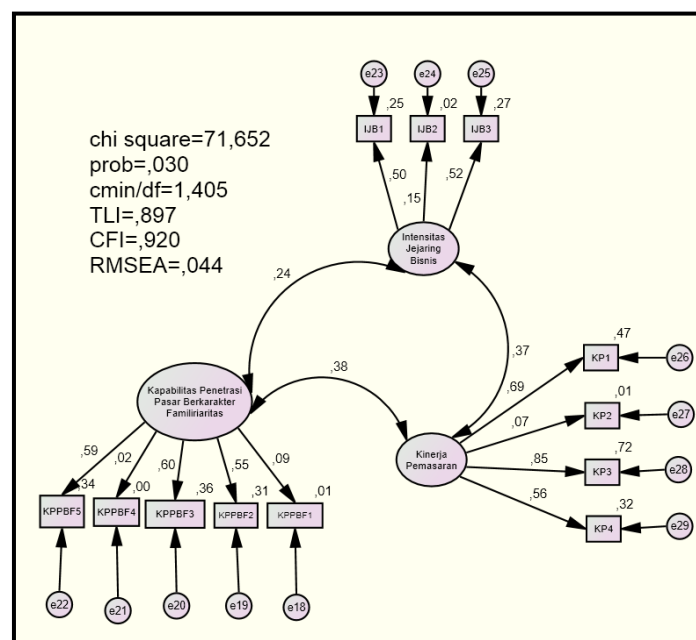 e23
e24
e25
,25
,02
,27
IJB1
IJB2
IJB3
chi square=71,652
prob=,030
cmin/df=1,405
TLI=,897
CFI=,920
RMSEA=,044
,50
,15
,52
Intensitas
Jejaring
Bisnis
,24
,37
,38
Kapabilitas Penetrasi
Pasar Berkarakter
Familiriaritas
Kinerja
Pemasaran
,47
KP1
e26
,69
,01
KP2
e27
,07
,72
KP3
e28
,85
,32
KP4
e29
,56
,59
,02
,60
,55
,09
,34
,00
,36
,31
,01
KPPBF5
KPPBF4
KPPBF3
KPPBF2
KPPBF1
e22
e21
e20
e19
e18